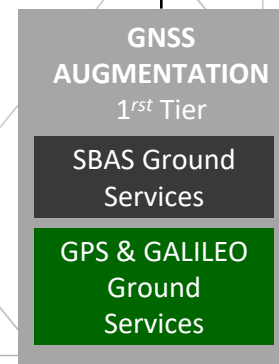 GNSS
AUGMENTATION
1rst Tier
SBAS Ground
Services
GPS & GALILEO
Ground
Services